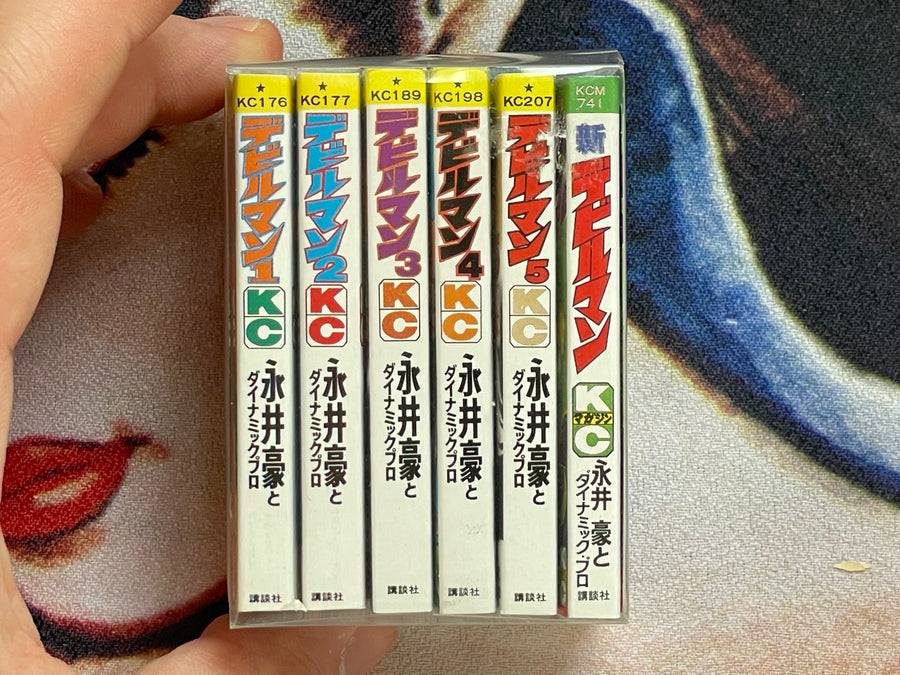 ★
KC176
デビルマン1
KC
永井豪と
ダイナミックプロ
講談社
★
KC177
デビルマン2
KC
永井豪と
ダイナミックプロ
講談社
★
KC189
デビルマン3
KC
永井豪と
ダイナミックプロ
講談社
★
KC198
デビルマン4
KC
永井豪と
ダイナミックプロ
講談社
★
KC207
デビルマン5
KC
永井豪と
ダイナミックプロ
講談社
KCM
741
新
デビルマン
K
マガジン
C
永井 豪と
ダイナミック・プロ
講談社